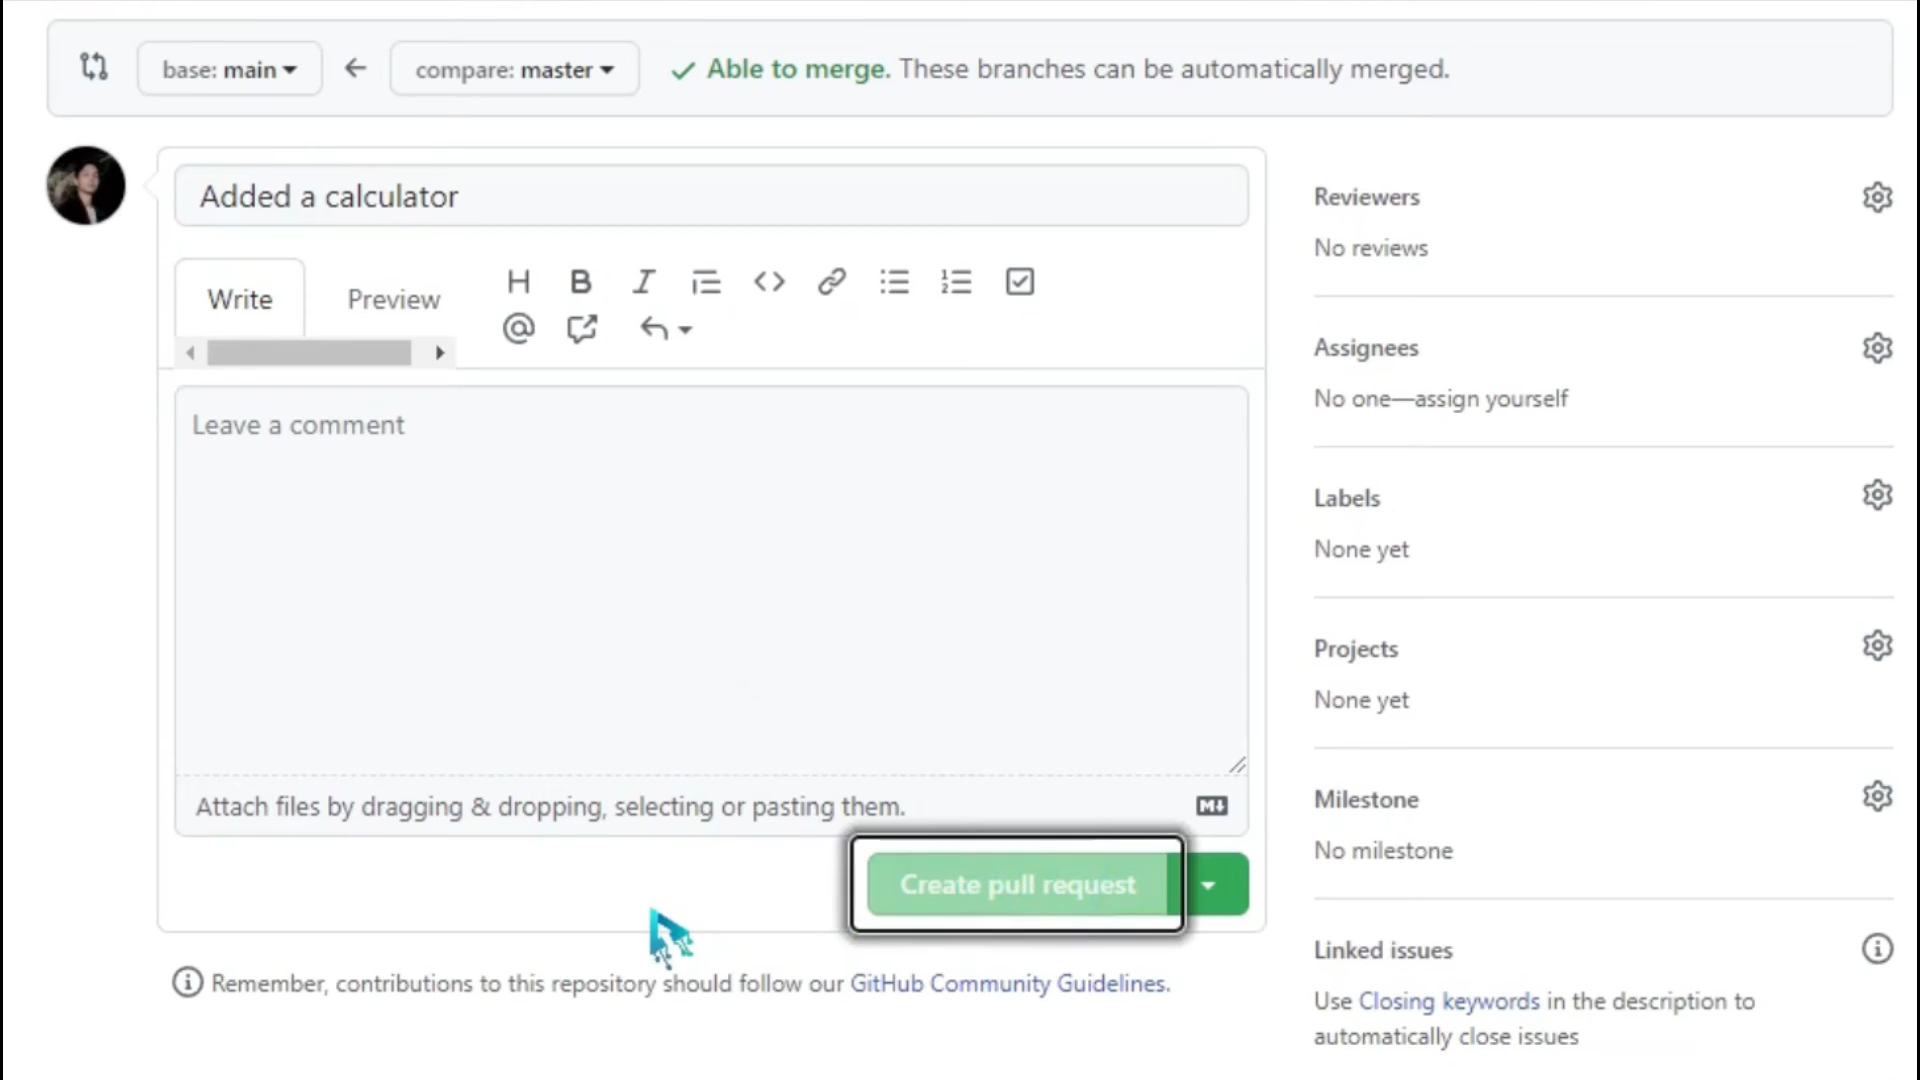 base: main
compare: master
Able to merge. These branches can be automatically merged.
Added a calculator
Write
Preview
H B I
Leave a comment
Attach files by dragging & dropping, selecting or pasting them.
M
Create pull request
Remember, contributions to this repository should follow our GitHub Community Guidelines.
Reviewers
No reviews
Assignees
No one—assign yourself
Labels
None yet
Projects
None yet
Milestone
No milestone
Linked issues
Use Closing keywords in the description to
automatically close issues